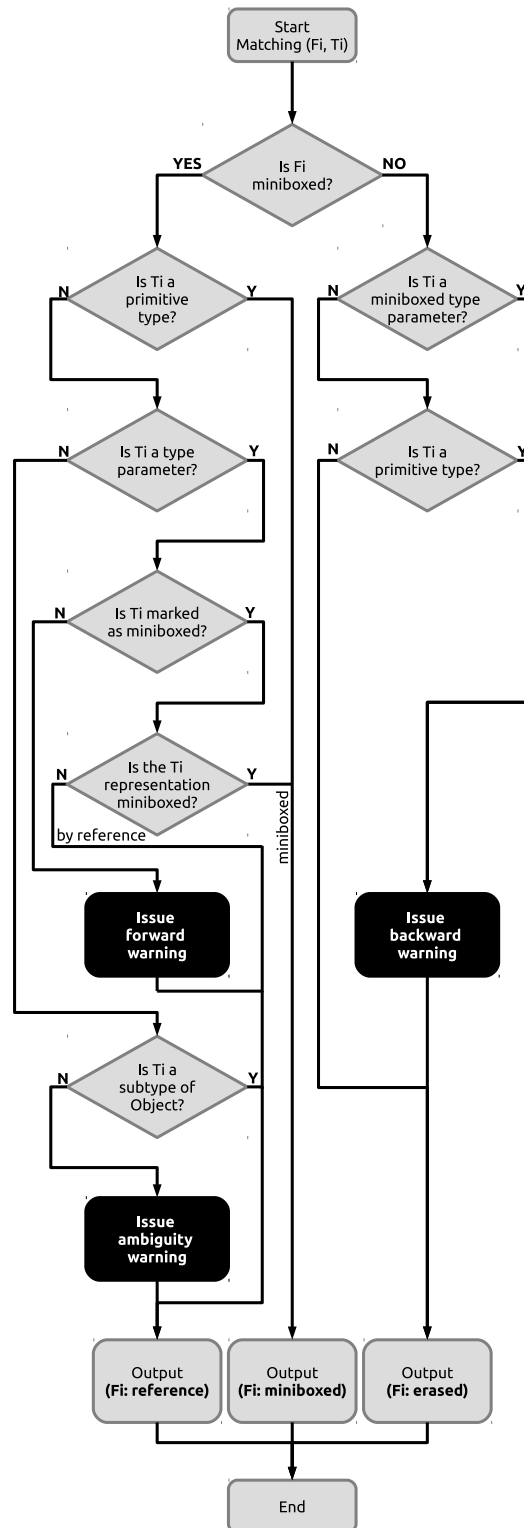 Start
Matching (Fi, Ti)
Is Fi
miniboxed?
YES
NO
Is Ti a
primitive
type?
N
Y
Is Ti a
miniboxed type
parameter?
N
Y
Is Ti a type
parameter?
N
Y
Is Ti a
primitive type?
N
Y
Is Ti marked
as miniboxed?
N
Y
Is the Ti
representation
miniboxed?
N
Y
by reference
miniboxed
Issue
forward
warning
Issue
backward
warning
Is Ti a
subtype of
Object?
N
Y
Issue
ambiguity
warning
Output
(Fi: reference)
Output
(Fi: miniboxed)
Output
(Fi: erased)
End